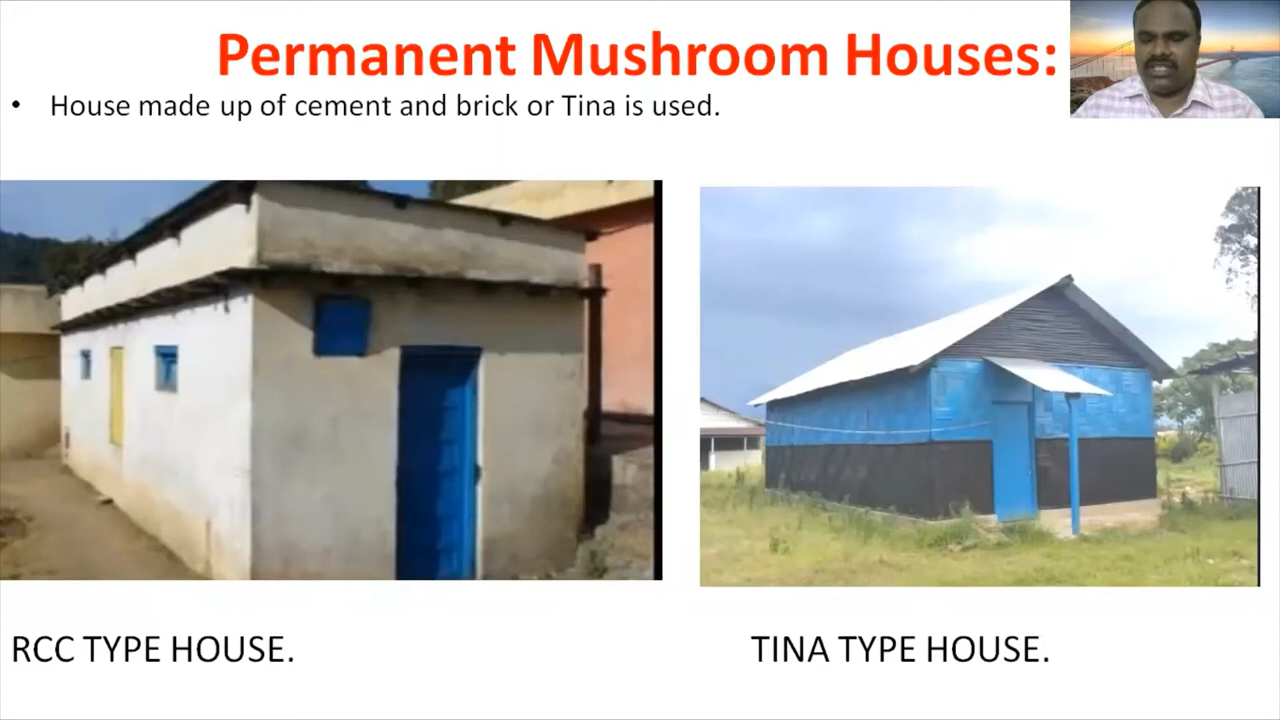 Permanent Mushroom Houses:
• House made up of cement and brick or Tina is used.
RCC TYPE HOUSE.
TINA TYPE HOUSE.